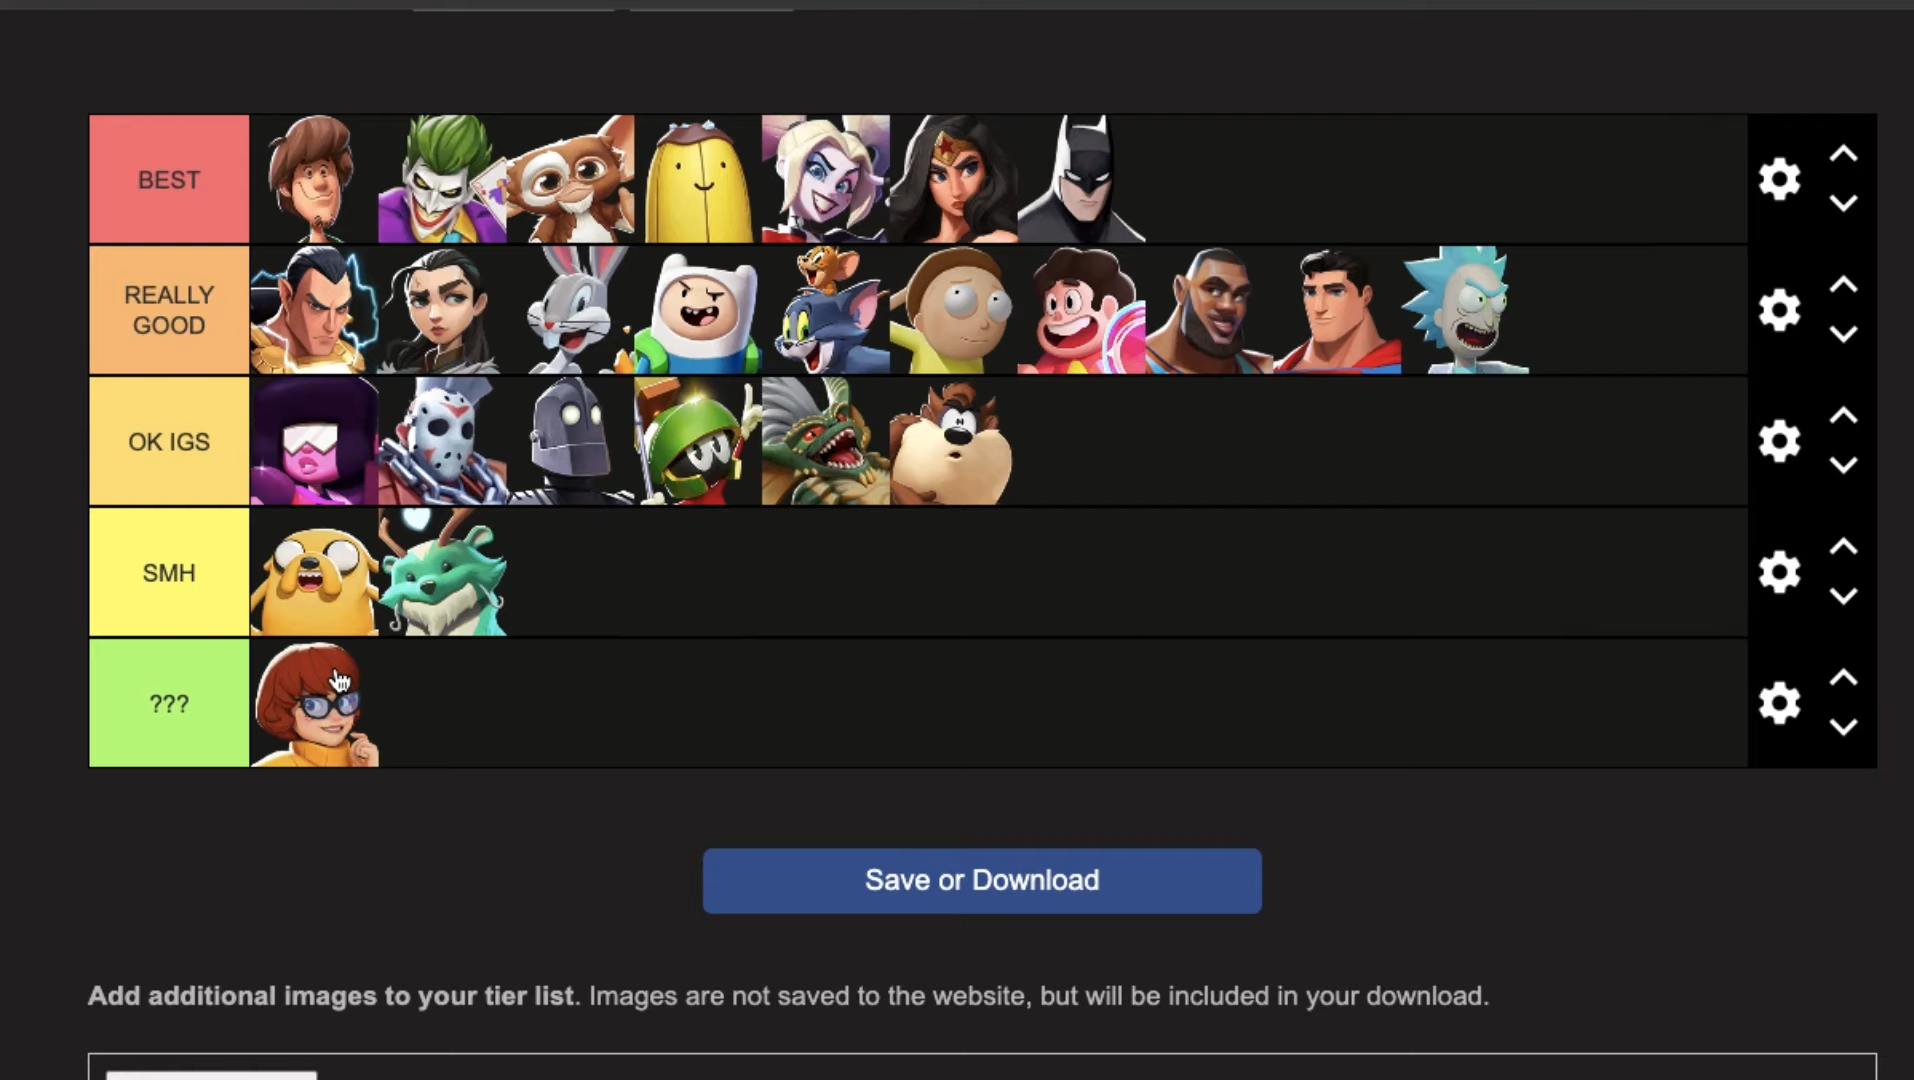 BEST
REALLY
GOOD
OK IGS
SMH
???
Save or Download
Add additional images to your tier list. Images are not saved to the website, but will be included in your download.